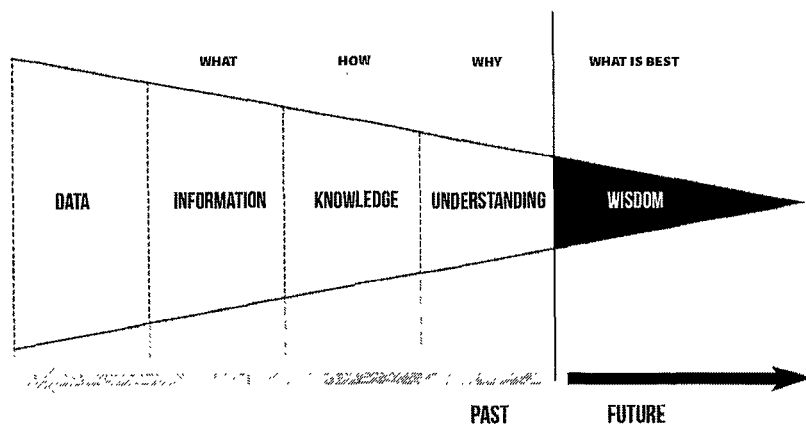 WHAT HOW WHY WHAT IS BEST
DATA INFORMATION KNOWLEDGE UNDERSTANDING WISDOM
PAST FUTURE